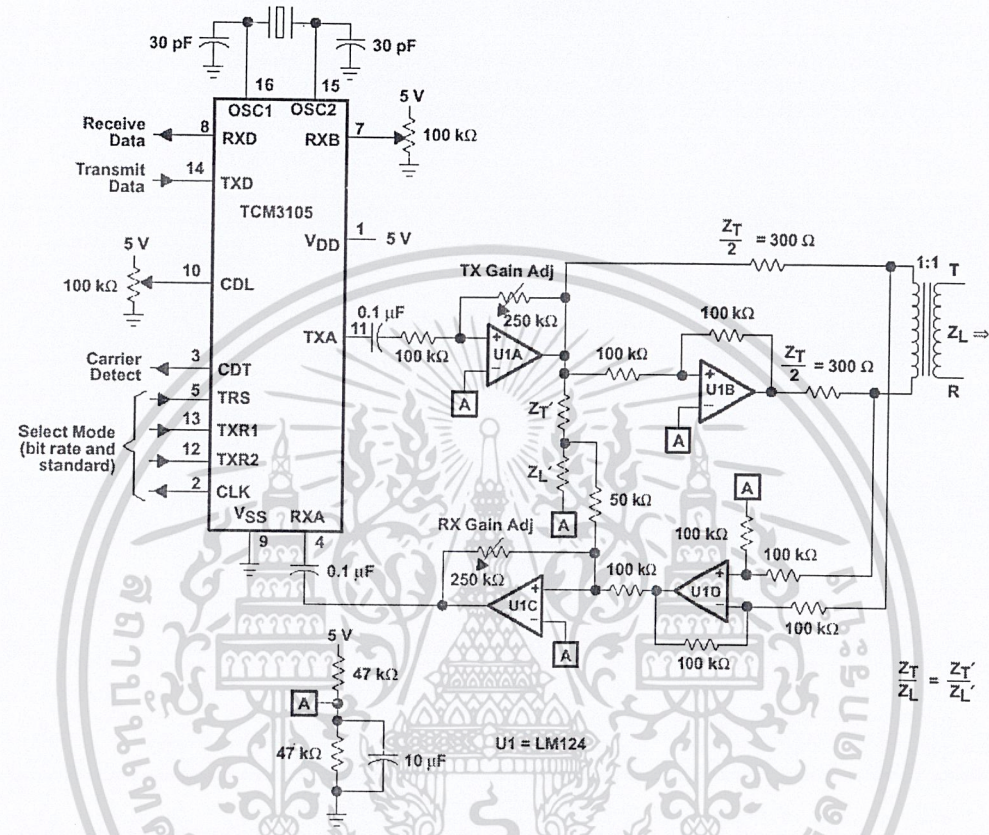 30 pF
30 pF
16
15
OSC1
OSC2
5 V
Receive
Data
8
RXD
RXB
7
100 kΩ
Transmit
Data
14
TXD
TCM3105
1
VDD
5 V
5 V
100 kΩ
10
CDL
ZT/2 = 300 Ω
1:1
T
TX Gain Adj
250 kΩ
0.1 µF
TXA
11
100 kΩ
+
U1A
−
A
100 kΩ
100 kΩ
+
U1B
−
A
ZT/2 = 300 Ω
ZL ⇒
R
Carrier
Detect
3
CDT
5
TRS
Select Mode
(bit rate and
standard)
13
TXR1
12
TXR2
2
CLK
ZT′
ZL′
A
50 kΩ
A
VSS
RXA
9
4
0.1 µF
RX Gain Adj
250 kΩ
+
U1C
−
A
100 kΩ
100 kΩ
100 kΩ
+
U1D
−
100 kΩ
100 kΩ
5 V
47 kΩ
A
47 kΩ
10 µF
U1 = LM124
ZT/ZL = ZT′/ZL′